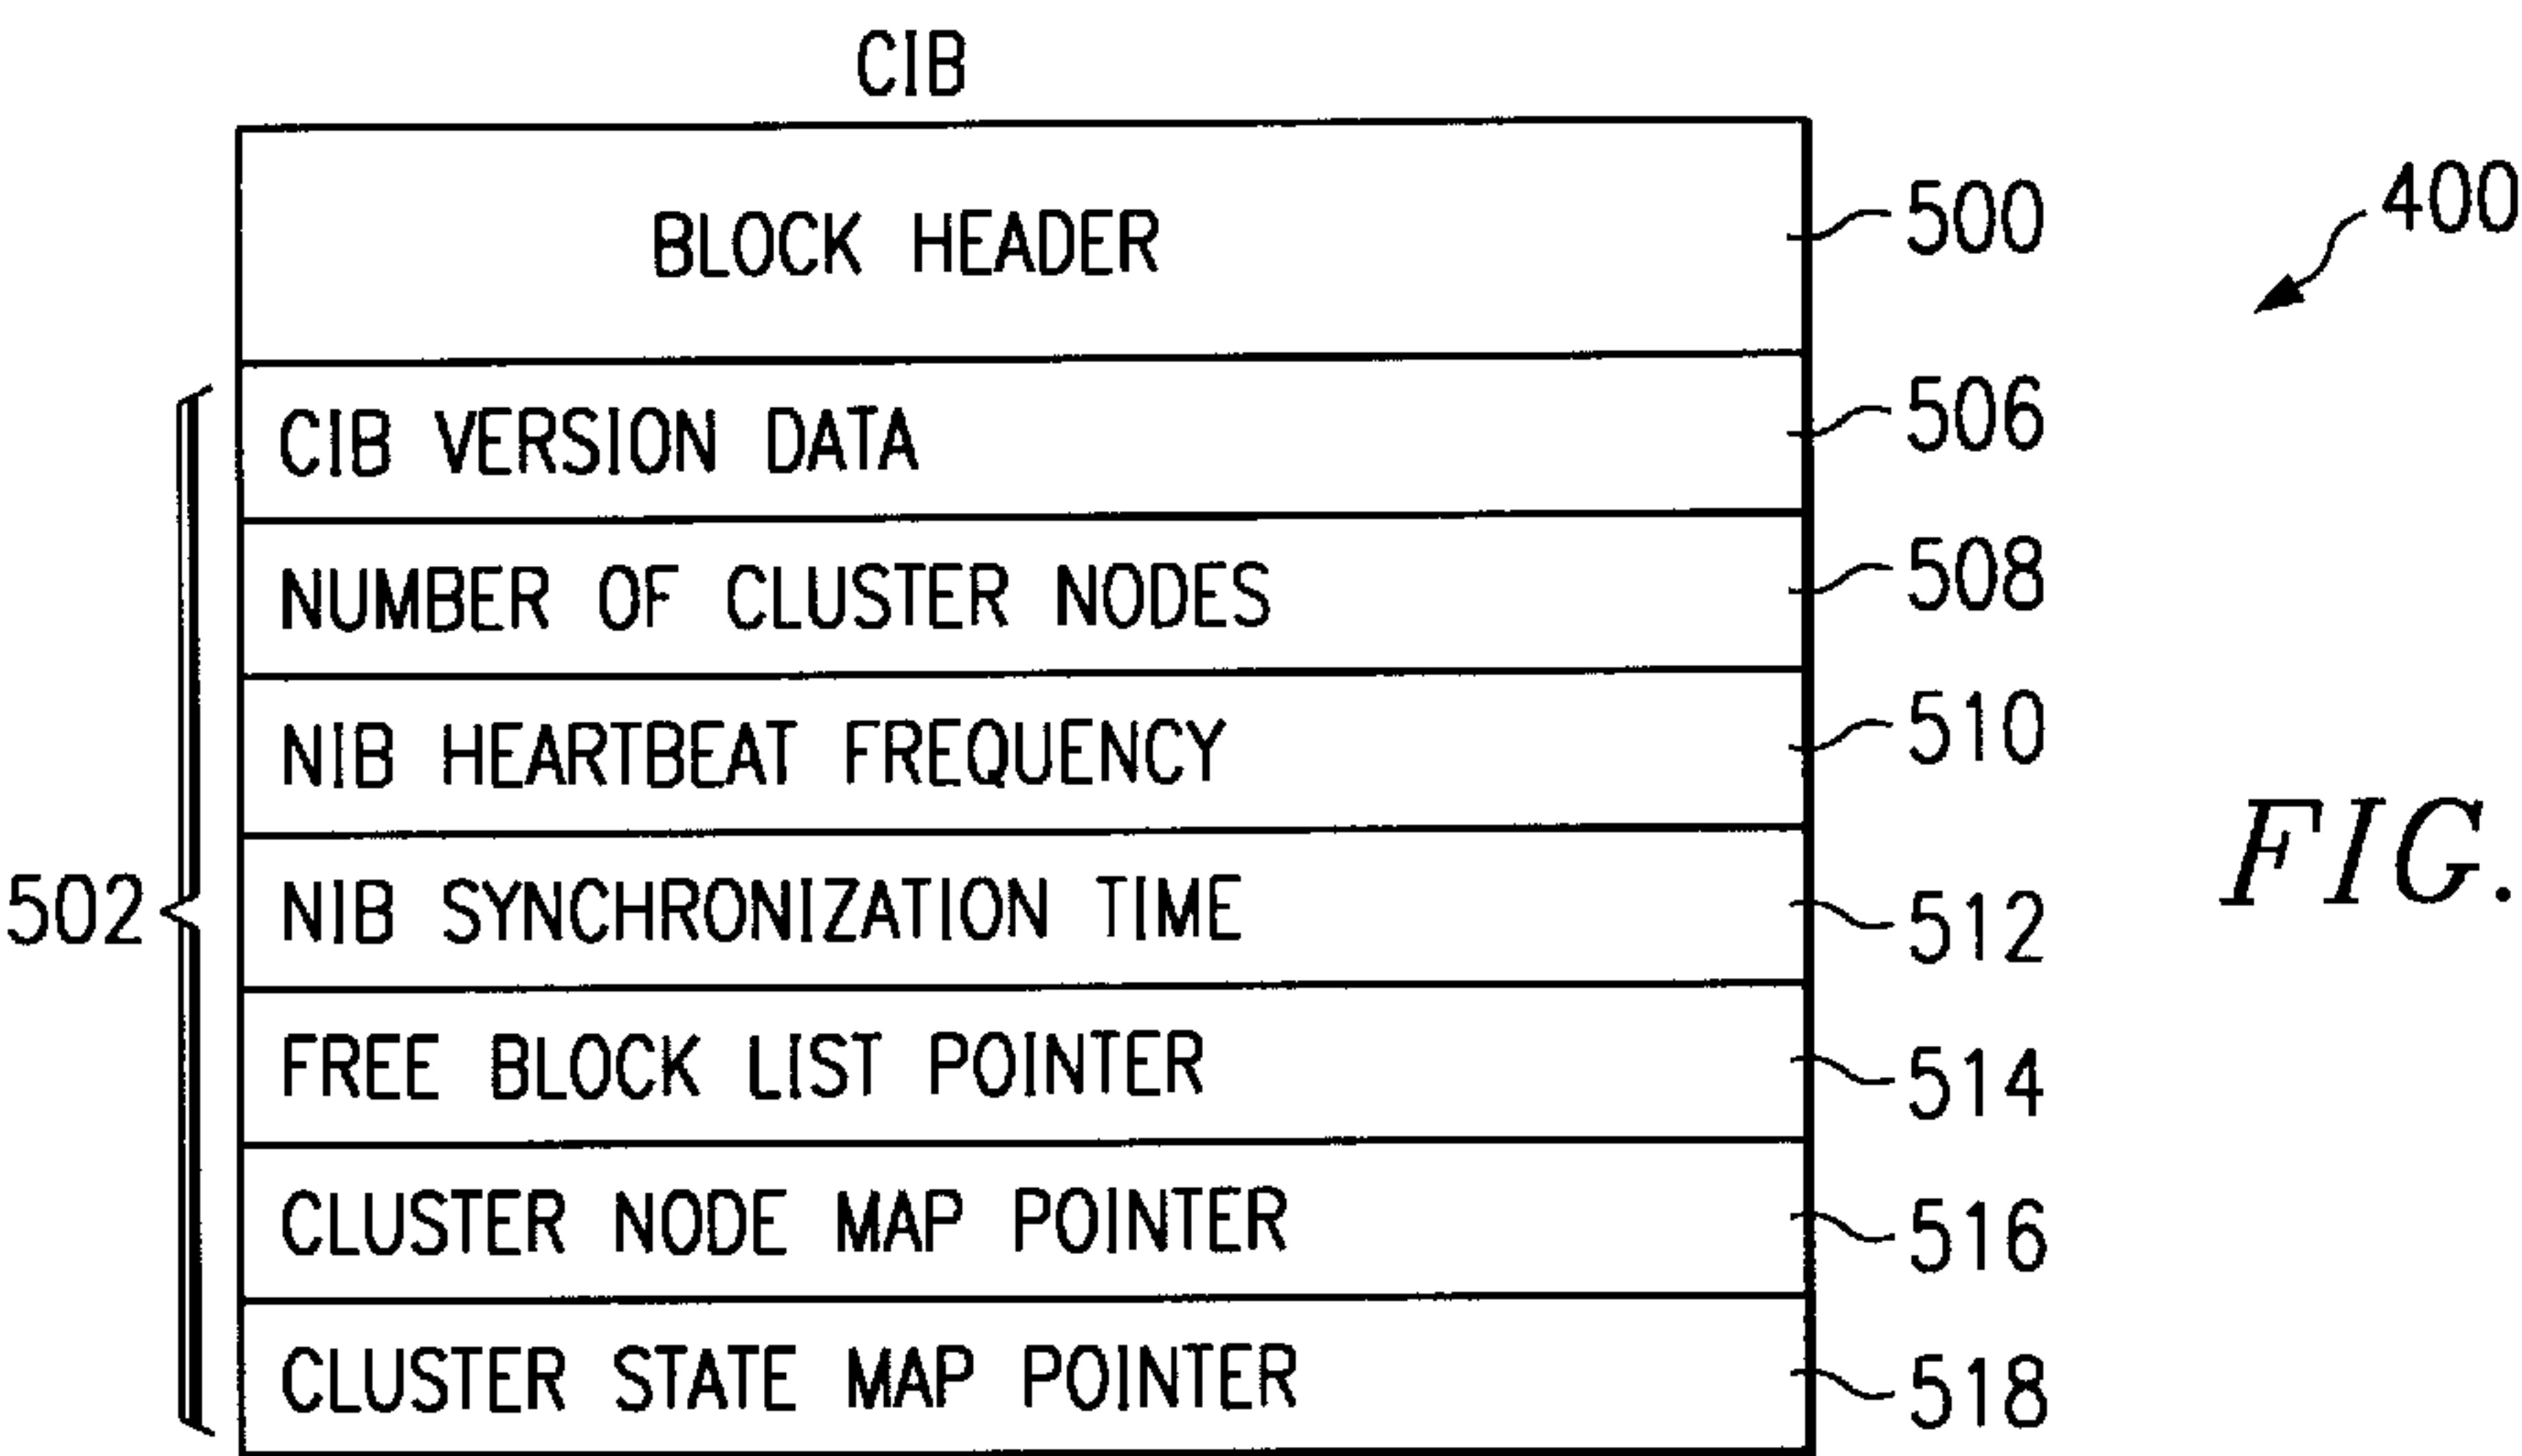 CIB
BLOCK HEADER 500
400
CIB VERSION DATA 506
NUMBER OF CLUSTER NODES 508
NIB HEARTBEAT FREQUENCY 510
502 NIB SYNCHRONIZATION TIME 512
FIG.
FREE BLOCK LIST POINTER 514
CLUSTER NODE MAP POINTER 516
CLUSTER STATE MAP POINTER 518